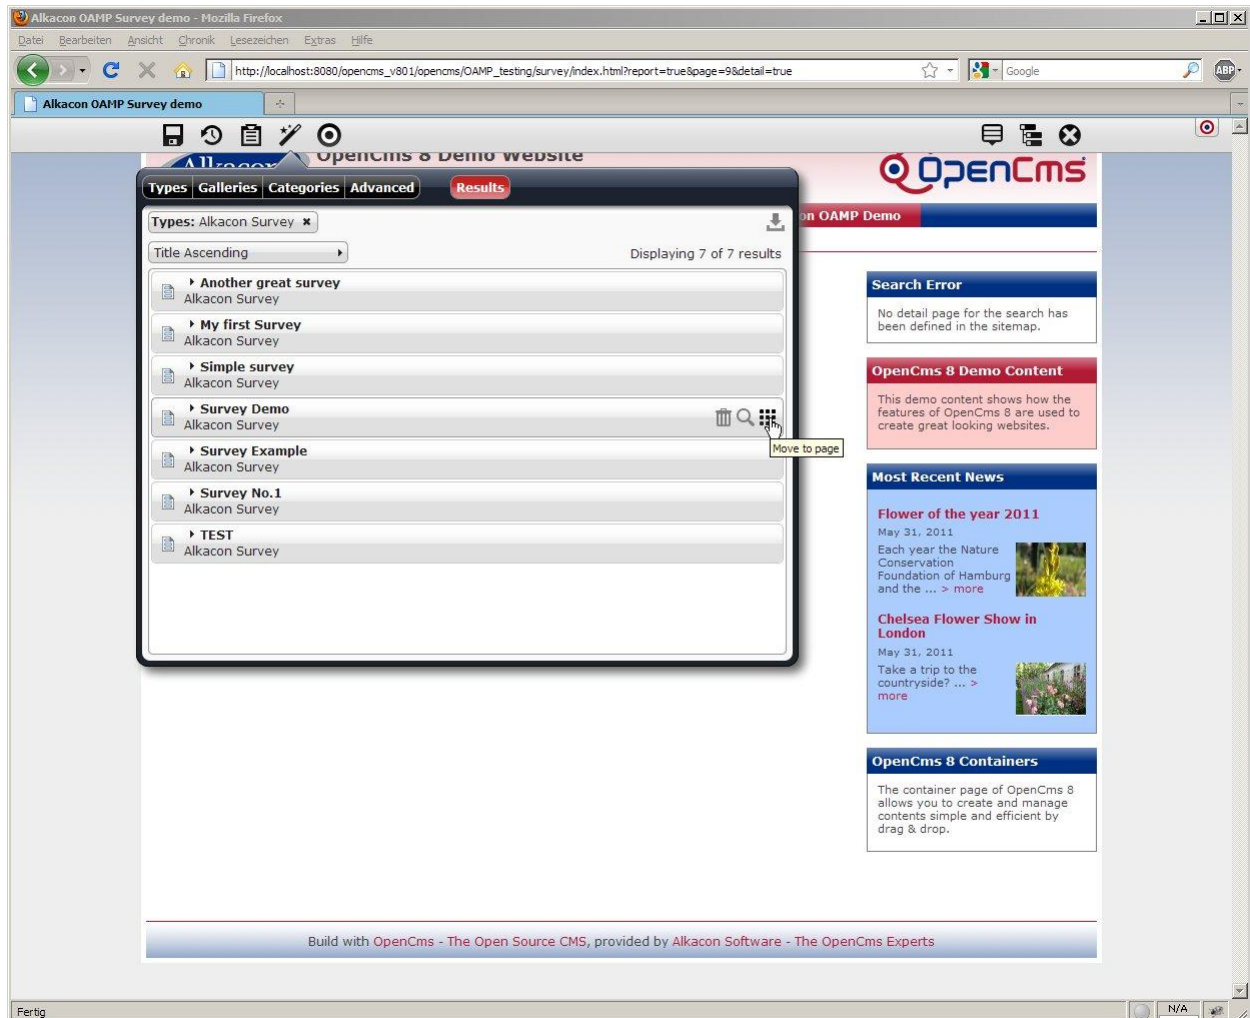 Alkacon OAMP Survey demo - Mozilla Firefox
Datei Bearbeiten Ansicht Chronik Lesezeichen Extras Hilfe
http://localhost:8080/opencms_v801/opencms/OAMP_testing/survey/index.html?report=true&page=9&detail=true
Google
ABP
Alkacon OAMP Survey demo
Alkacon
OpenCms 8 Demo Website
OpenCms
Types Galleries Categories Advanced Results
on OAMP Demo
Types: Alkacon Survey
Title Ascending
Displaying 7 of 7 results
Another great survey
Alkacon Survey
My first Survey
Alkacon Survey
Simple survey
Alkacon Survey
Survey Demo
Alkacon Survey
Move to page
Survey Example
Alkacon Survey
Survey No.1
Alkacon Survey
TEST
Alkacon Survey
Search Error
No detail page for the search has
been defined in the sitemap.
OpenCms 8 Demo Content
This demo content shows how the
features of OpenCms 8 are used to
create great looking websites.
Most Recent News
Flower of the year 2011
May 31, 2011
Each year the Nature
Conservation
Foundation of Hamburg
and the ... > more
Chelsea Flower Show in
London
May 31, 2011
Take a trip to the
countryside? ... >
more
OpenCms 8 Containers
The container page of OpenCms 8
allows you to create and manage
contents simple and efficient by
drag & drop.
Build with OpenCms - The Open Source CMS, provided by Alkacon Software - The OpenCms Experts
Fertig
N/A